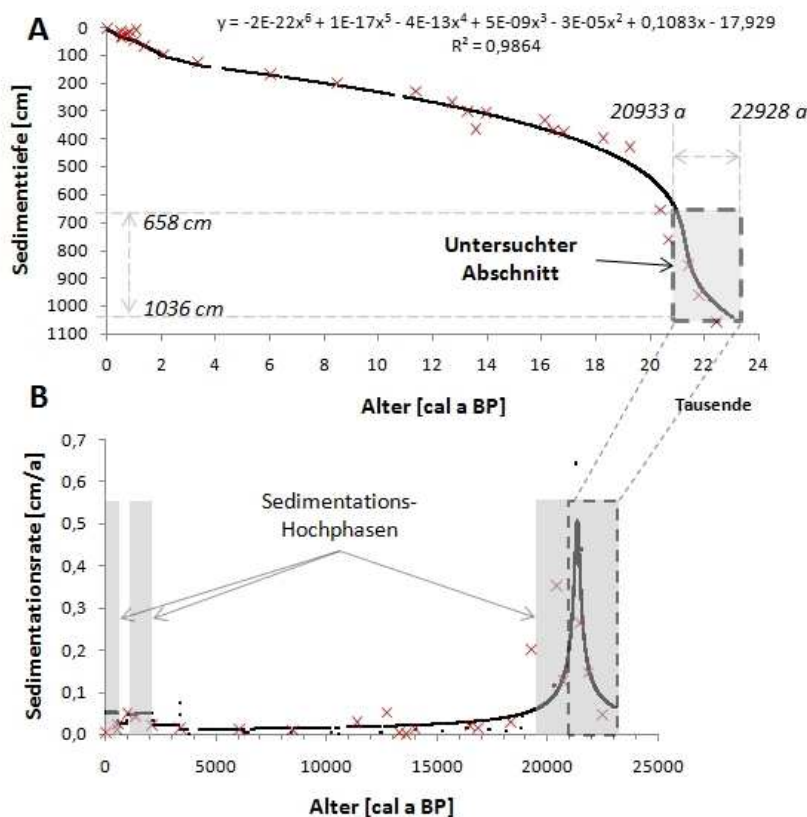 A
y = -2E-22x⁶ + 1E-17x⁵ - 4E-13x⁴ + 5E-09x³ - 3E-05x² + 0,1083x - 17,929
R² = 0,9864
Sedimenttiefe [cm]
0
100
200
300
400
500
600
700
800
900
1000
1100
20933 a
22928 a
658 cm
1036 cm
Untersuchter
Abschnitt
0 2 4 6 8 10 12 14 16 18 20 22 24
Alter [cal a BP]
Tausende
B
Sedimentationsrate [cm/a]
0,7
0,6
0,5
0,4
0,3
0,2
0,1
0,0
Sedimentations-
Hochphasen
0 5000 10000 15000 20000 25000
Alter [cal a BP]